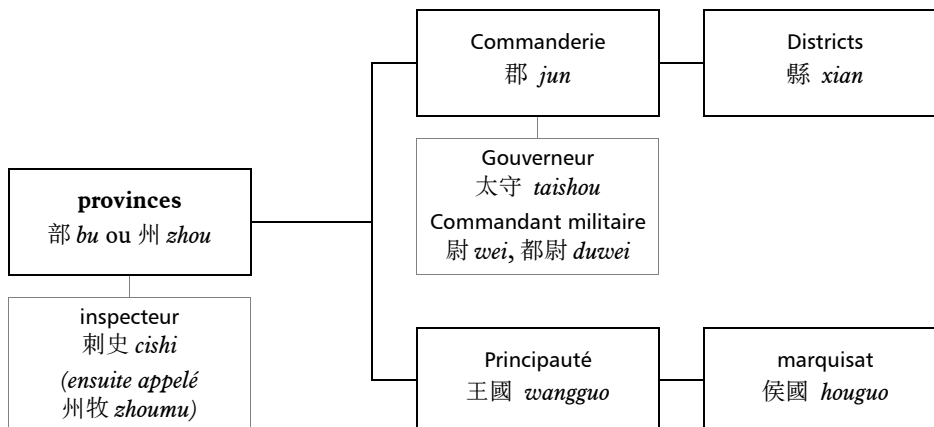 provinces
部 bu ou 州 zhou
inspecteur
刺史 cishi
(ensuite appelé
州牧 zhoumu)
Commanderie
郡 jun
Gouverneur
太守 taishou
Commandant militaire
尉 wei, 都尉 duwei
Districts
縣 xian
Principauté
王國 wangguo
marquisat
侯國 houguo